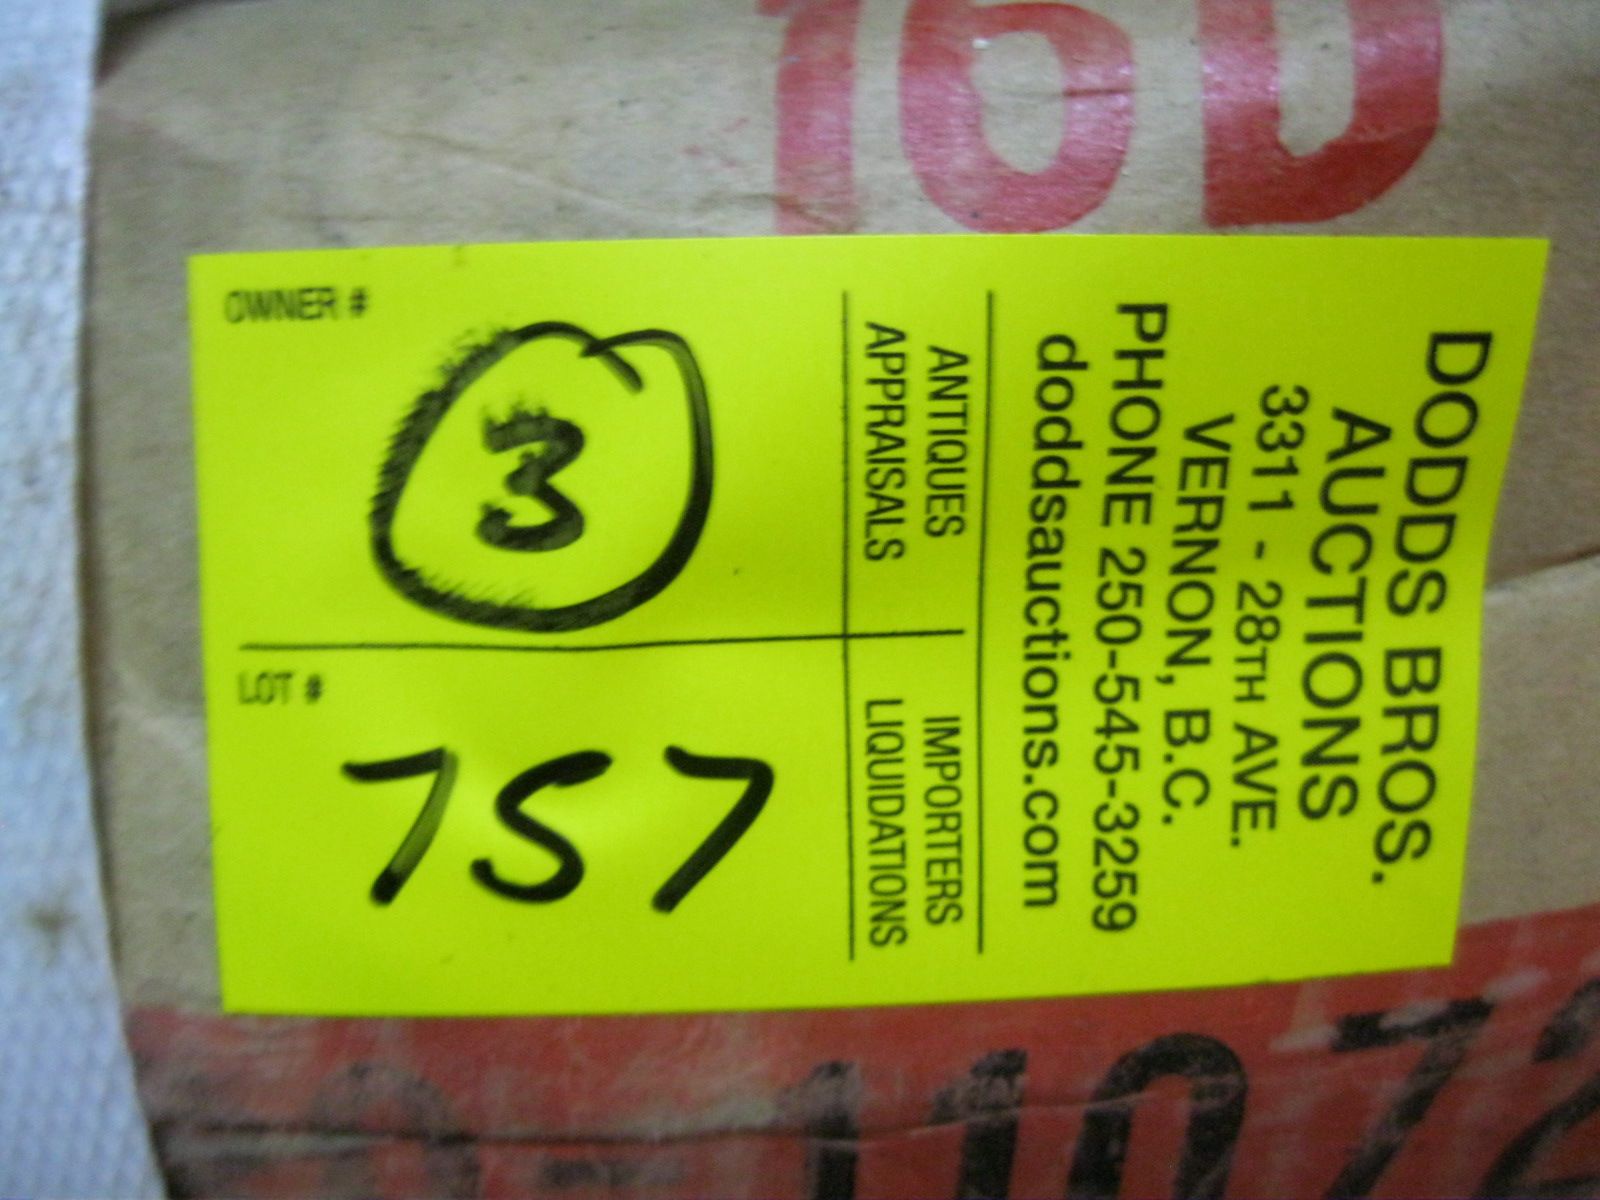 16D
DODDS BROS.
AUCTIONS
3311 - 28TH AVE.
VERNON, B.C.
PHONE 250-545-3259
doddsauctions.com
ANTIQUES
APPRAISALS
IMPORTERS
LIQUIDATIONS
OWNER #
3
LOT #
757